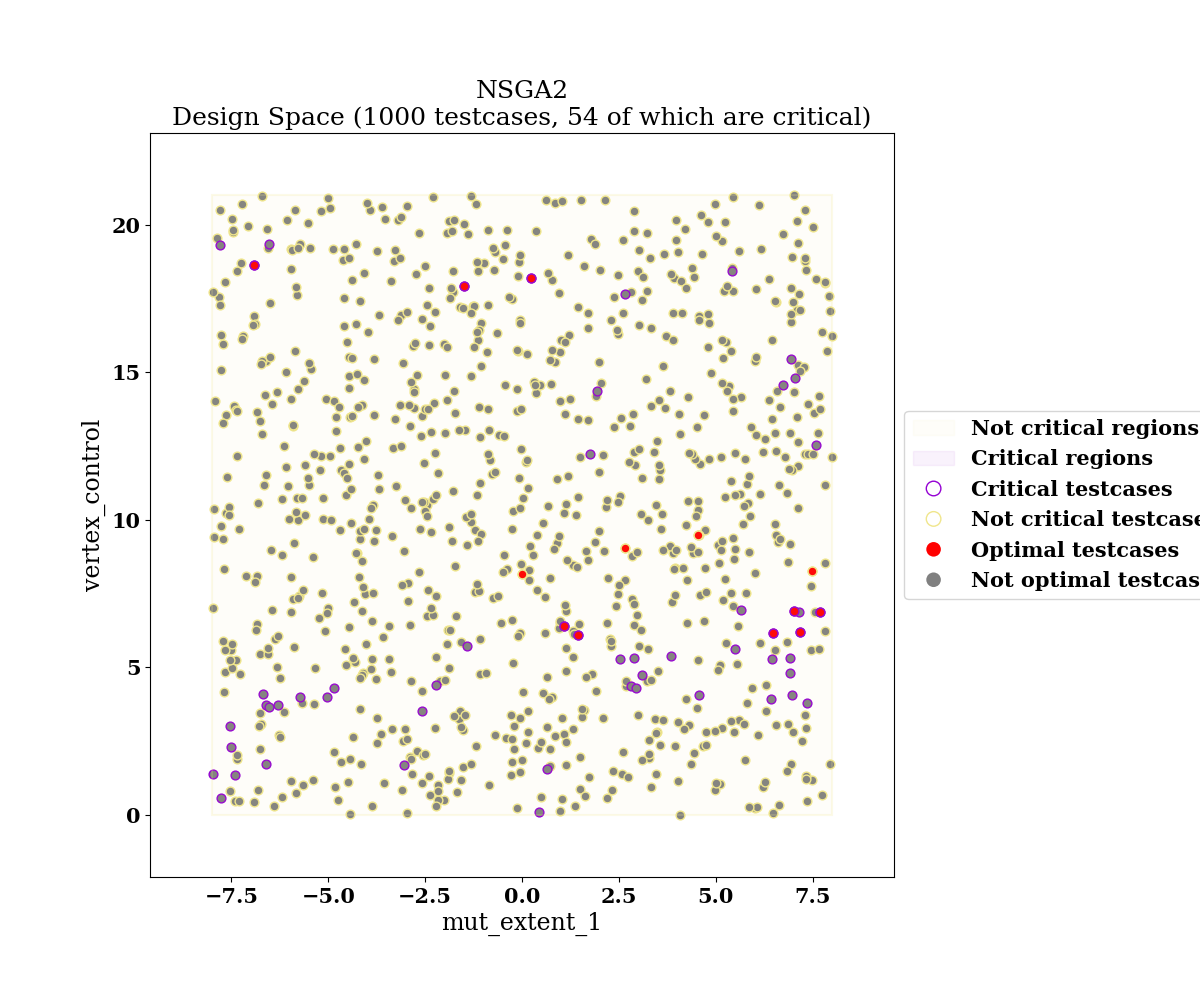 NSGA2
Design Space (1000 testcases, 54 of which are critical)
20
15
10
5
0
vertex_control
−7.5 −5.0 −2.5 0.0 2.5 5.0 7.5
mut_extent_1
Not critical regions
Critical regions
Critical testcases
Not critical testcase
Optimal testcases
Not optimal testcas